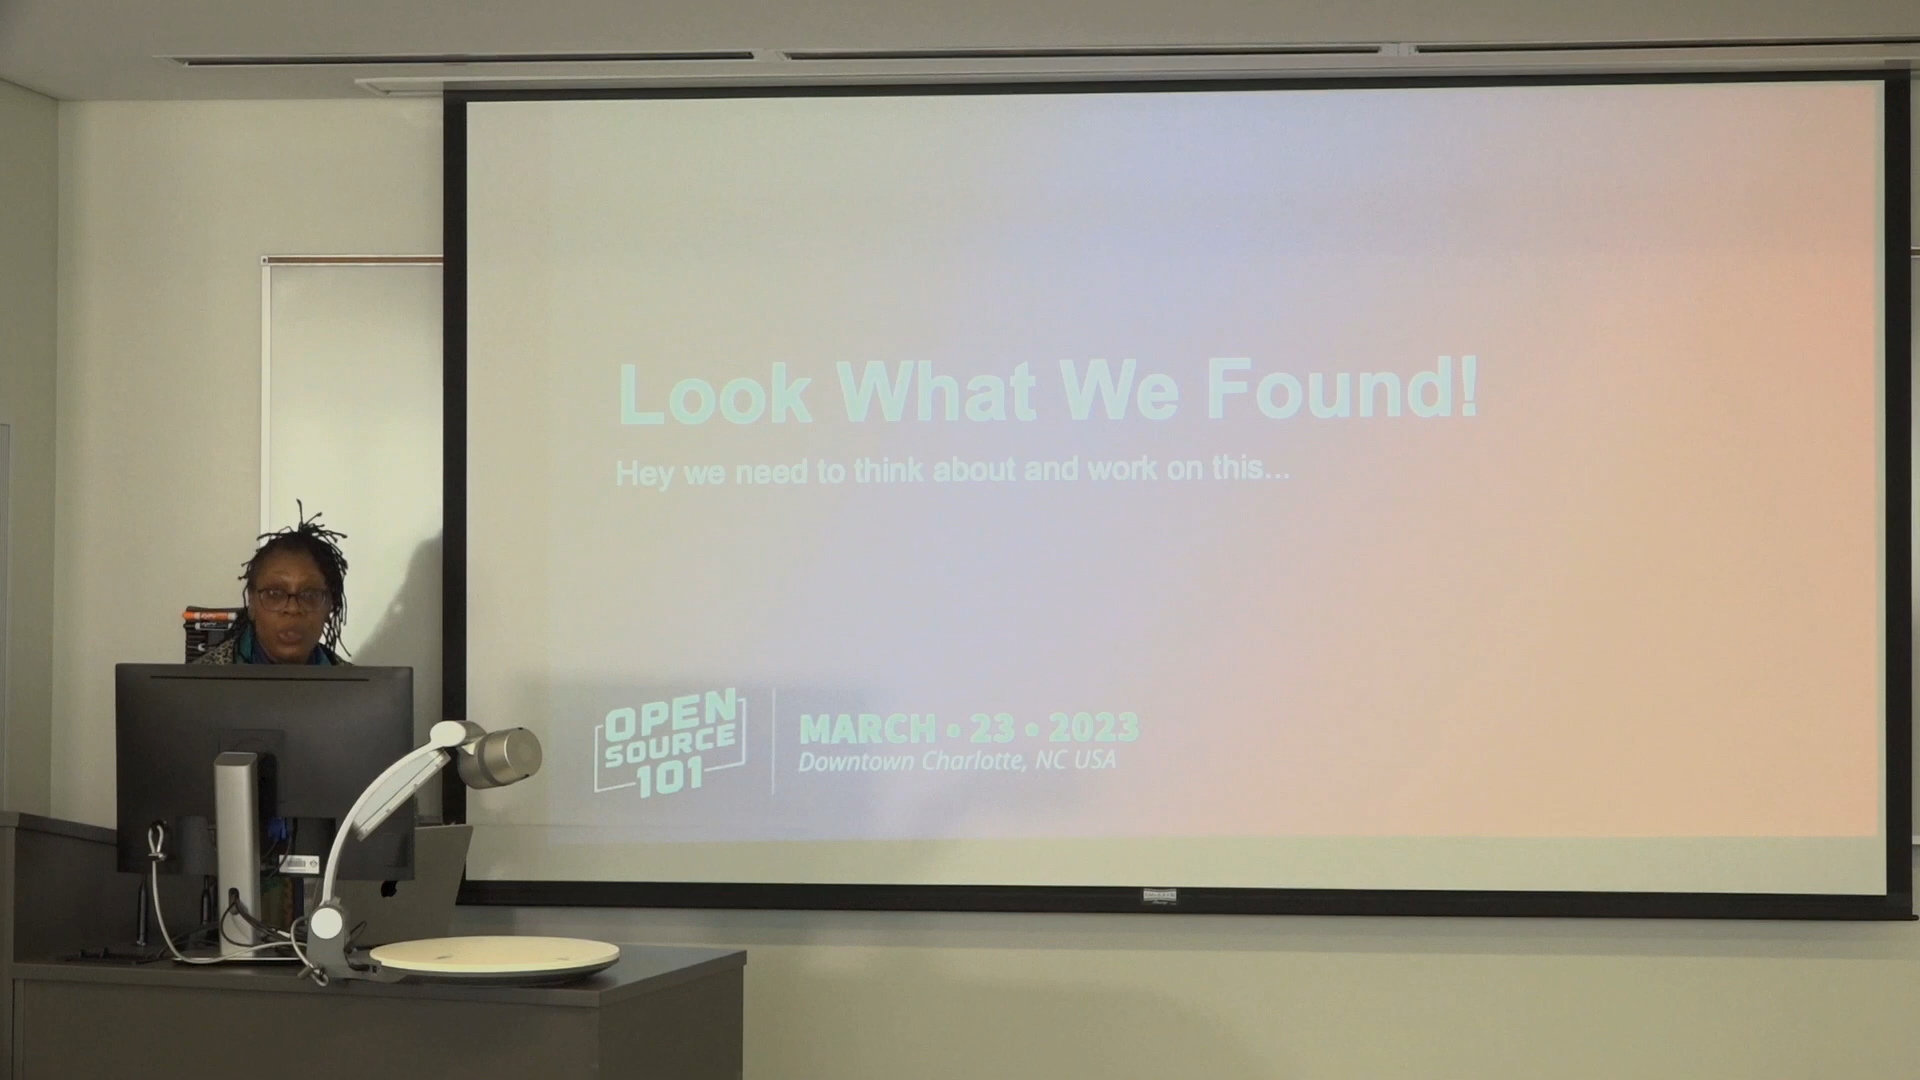 Look What We Found!
Hey we need to think about and work on this...
OPEN
SOURCE
101
MARCH • 23 • 2023
Downtown Charlotte, NC USA